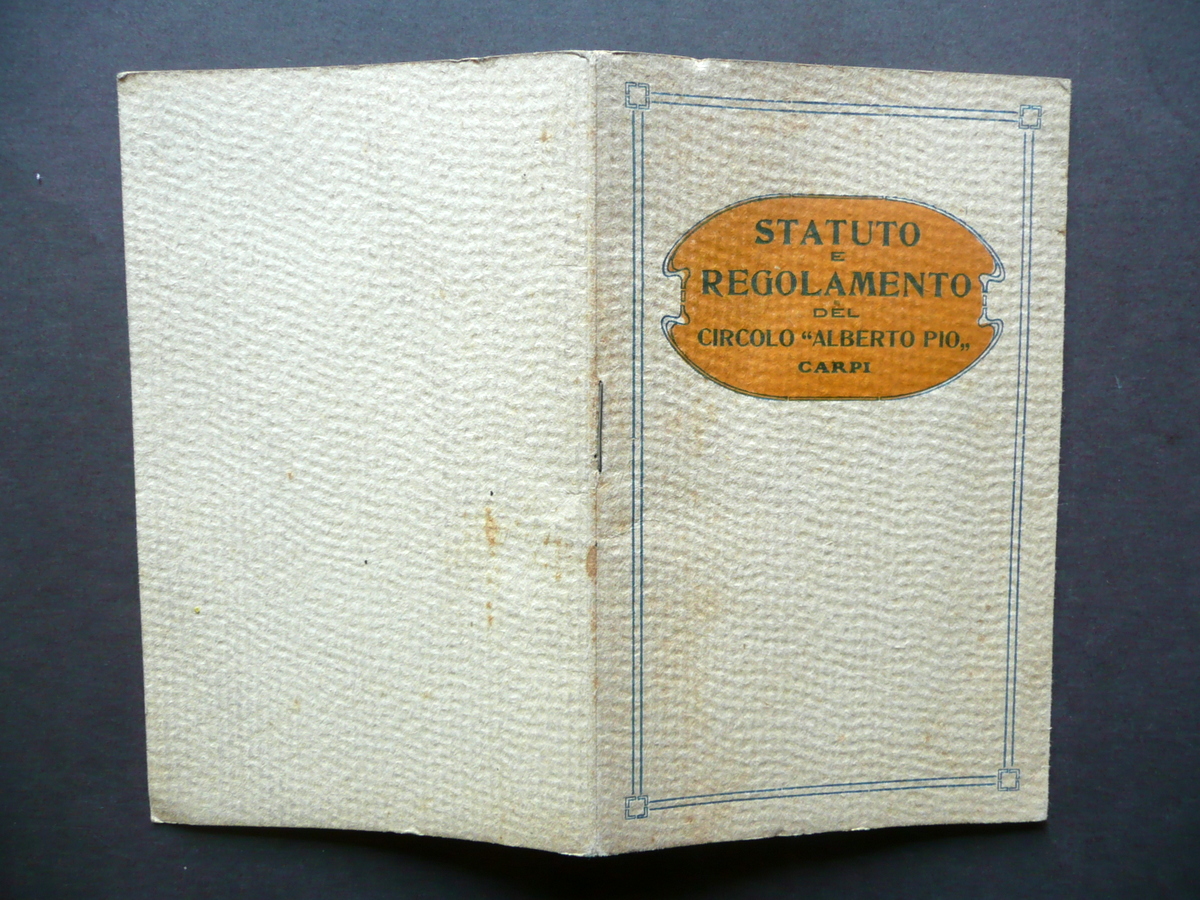 STATUTO
E
REGOLAMENTO
DEL
CIRCOLO “ALBERTO PIO„
CARPI